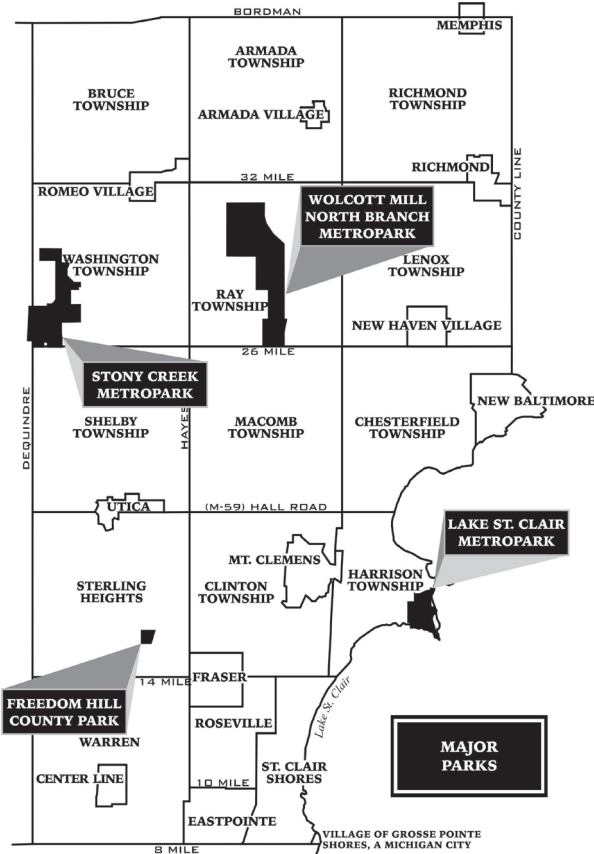 BORDMAN
MEMPHIS
ARMADA
TOWNSHIP
BRUCE
TOWNSHIP
RICHMOND
TOWNSHIP
ARMADA VILLAGE
COUNTY LINE
RICHMOND
32 MILE
ROMEO VILLAGE
WOLCOTT MILL
NORTH BRANCH
METROPARK
WASHINGTON
TOWNSHIP
LENOX
TOWNSHIP
RAY
TOWNSHIP
NEW HAVEN VILLAGE
26 MILE
STONY CREEK
METROPARK
DEQUINDRE
HAYES
NEW BALTIMORE
SHELBY
TOWNSHIP
MACOMB
TOWNSHIP
CHESTERFIELD
TOWNSHIP
UTICA
(M-59) HALL ROAD
LAKE ST. CLAIR
METROPARK
MT. CLEMENS
STERLING
HEIGHTS
CLINTON
TOWNSHIP
HARRISON
TOWNSHIP
14 MILE
FRASER
Lake St. Clair
FREEDOM HILL
COUNTY PARK
ROSEVILLE
WARREN
MAJOR
PARKS
CENTER LINE
10 MILE
ST. CLAIR
SHORES
EASTPOINTE
VILLAGE OF GROSSE POINTE
SHORES, A MICHIGAN CITY
8 MILE